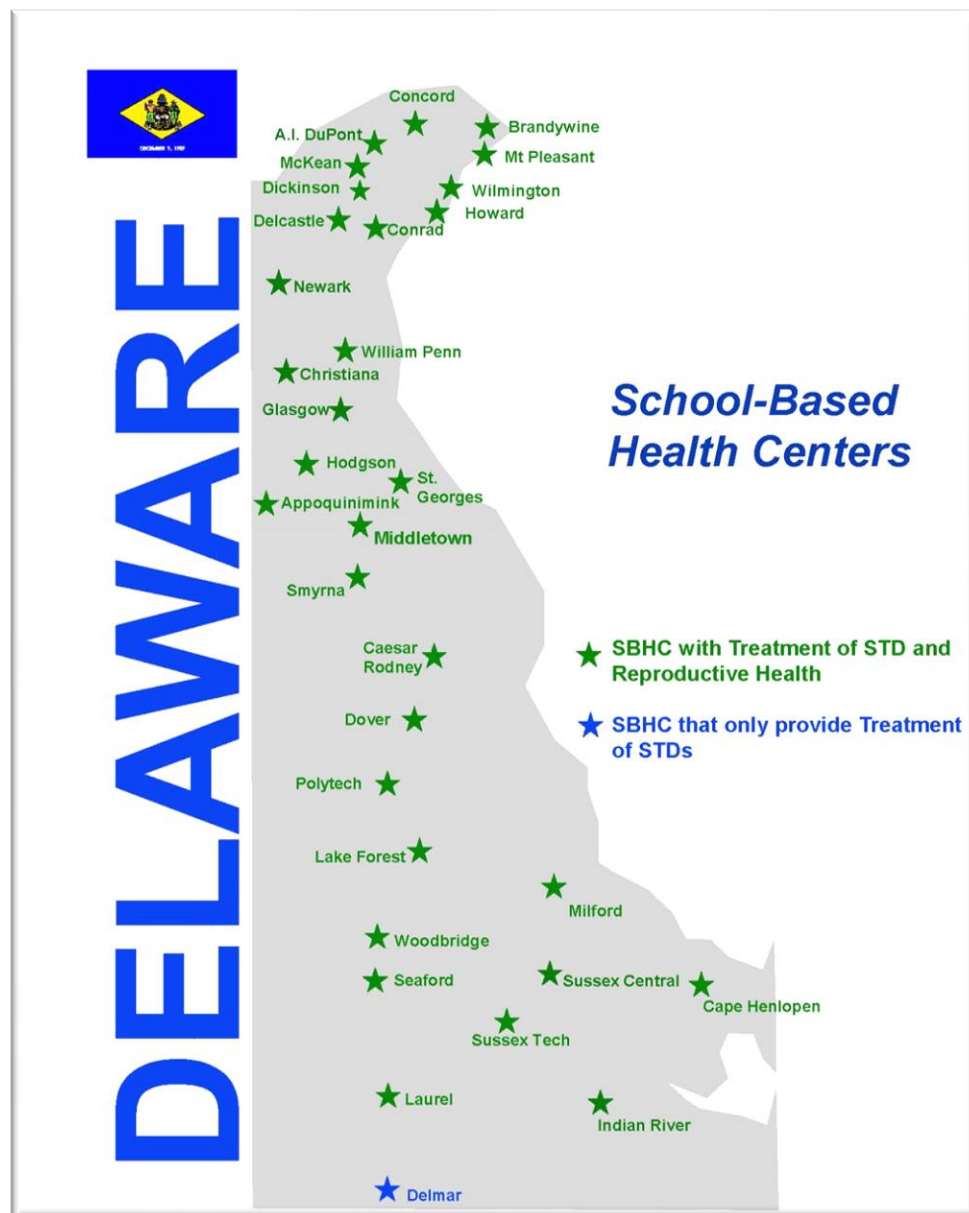 DELAWARE
DECEMBER 7, 1787
Concord
A.I. DuPont
Brandywine
McKean
Mt Pleasant
Dickinson
Wilmington
Delcastle
Howard
Conrad
Newark
William Penn
Christiana
Glasgow
School-Based
Health Centers
Hodgson
St.
Georges
Appoquinimink
Middletown
Smyrna
Caesar
Rodney
SBHC with Treatment of STD and
Reproductive Health
Dover
SBHC that only provide Treatment
of STDs
Polytech
Lake Forest
Milford
Woodbridge
Seaford
Sussex Central
Cape Henlopen
Sussex Tech
Laurel
Indian River
Delmar